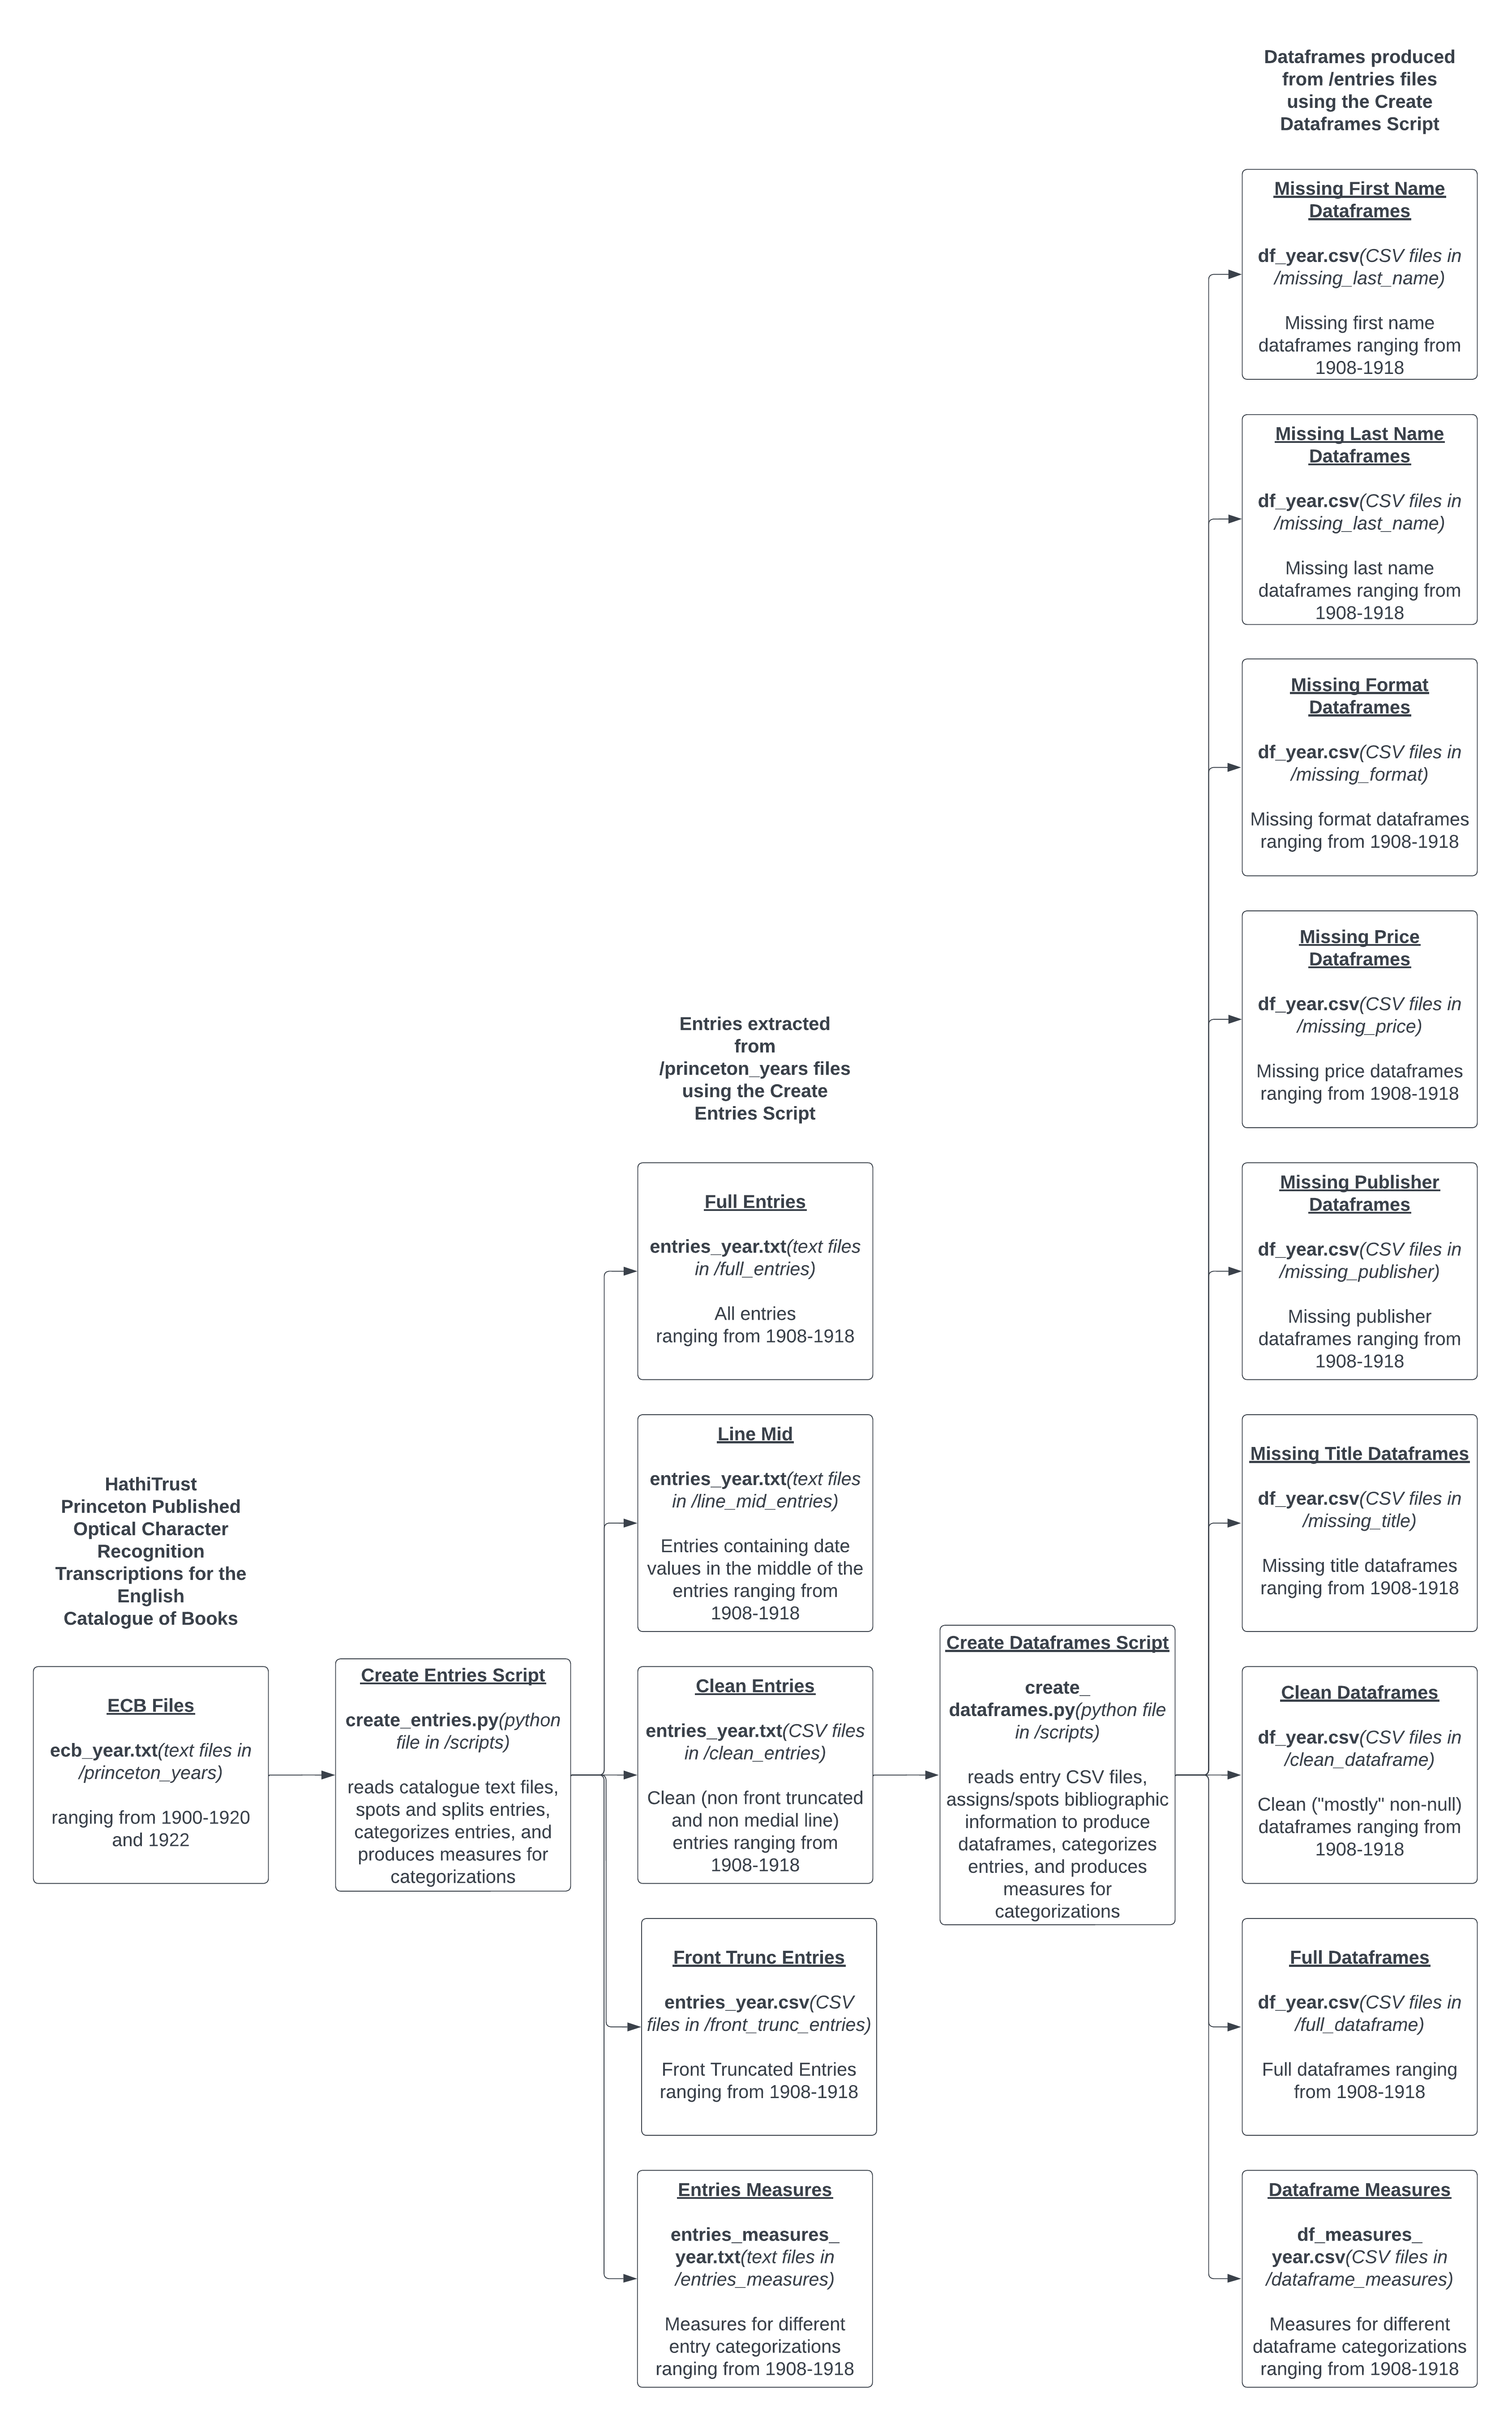 HathiTrust
Princeton Published
Optical Character
Recognition
Transcriptions for the
English
Catalogue of Books
ECB Files
ecb_year.txt(text files in
/princeton_years)
ranging from 1900-1920
and 1922
Create Entries Script
create_entries.py(python
file in /scripts)
reads catalogue text files,
spots and splits entries,
categorizes entries, and
produces measures for
categorizations
Entries extracted
from
/princeton_years files
using the Create
Entries Script
Full Entries
entries_year.txt(text files
in /full_entries)
All entries
ranging from 1908-1918
Line Mid
entries_year.txt(text files
in /line_mid_entries)
Entries containing date
values in the middle of the
entries ranging from
1908-1918
Clean Entries
entries_year.txt(CSV files
in /clean_entries)
Clean (non front truncated
and non medial line)
entries ranging from
1908-1918
Front Trunc Entries
entries_year.csv(CSV
files in /front_trunc_entries)
Front Truncated Entries
ranging from 1908-1918
Entries Measures
entries_measures_
year.txt(text files in
/entries_measures)
Measures for different
entry categorizations
ranging from 1908-1918
Create Dataframes Script
create_
dataframes.py(python file
in /scripts)
reads entry CSV files,
assigns/spots bibliographic
information to produce
dataframes, categorizes
entries, and produces
measures for
categorizations
Dataframes produced
from /entries files
using the Create
Dataframes Script
Missing First Name
Dataframes
df_year.csv(CSV files in
/missing_last_name)
Missing first name
dataframes ranging from
1908-1918
Missing Last Name
Dataframes
df_year.csv(CSV files in
/missing_last_name)
Missing last name
dataframes ranging from
1908-1918
Missing Format
Dataframes
df_year.csv(CSV files in
/missing_format)
Missing format dataframes
ranging from 1908-1918
Missing Price
Dataframes
df_year.csv(CSV files in
/missing_price)
Missing price dataframes
ranging from 1908-1918
Missing Publisher
Dataframes
df_year.csv(CSV files in
/missing_publisher)
Missing publisher
dataframes ranging from
1908-1918
Missing Title Dataframes
df_year.csv(CSV files in
/missing_title)
Missing title dataframes
ranging from 1908-1918
Clean Dataframes
df_year.csv(CSV files in
/clean_dataframe)
Clean ("mostly" non-null)
dataframes ranging from
1908-1918
Full Dataframes
df_year.csv(CSV files in
/full_dataframe)
Full dataframes ranging
from 1908-1918
Dataframe Measures
df_measures_
year.csv(CSV files in
/dataframe_measures)
Measures for different
dataframe categorizations
ranging from 1908-1918